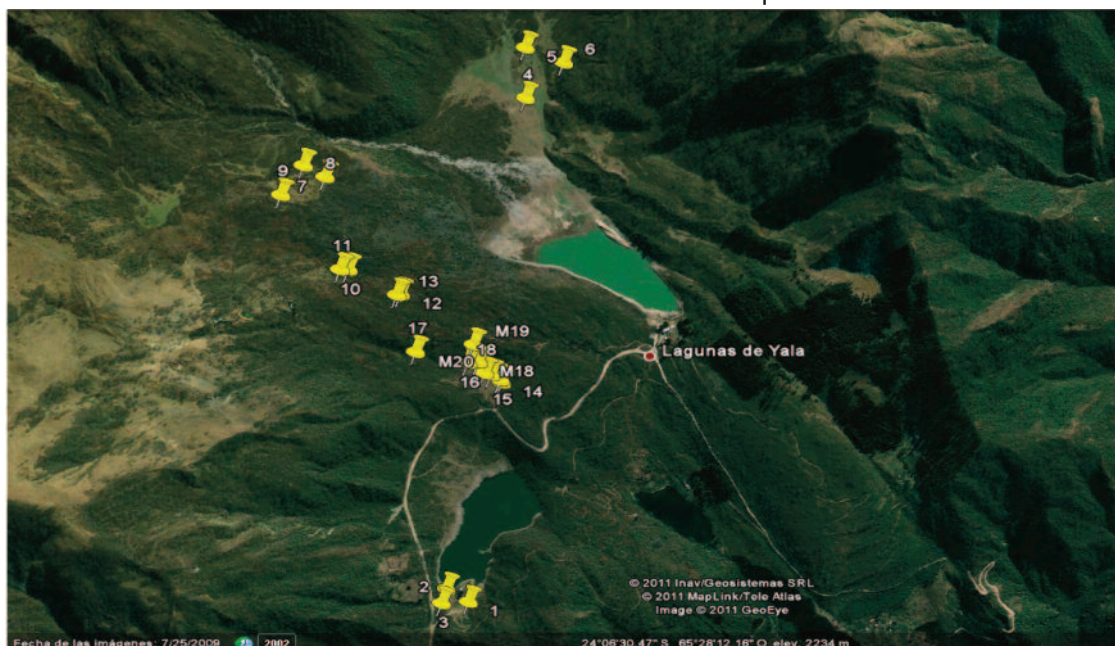 5
6
4
8
9
7
11
10
13
12
17
M19
18
M20
M18
16
14
15
Lagunas de Yala
2
1
3
© 2011 Inav/Geosistemas SRL
© 2011 MapLink/Tele Atlas
Image © 2011 GeoEye
Fecha de las imágenes: 7/25/2009 2002 24°06'30.47" S 65°28'12.16" O elev. 2234 m